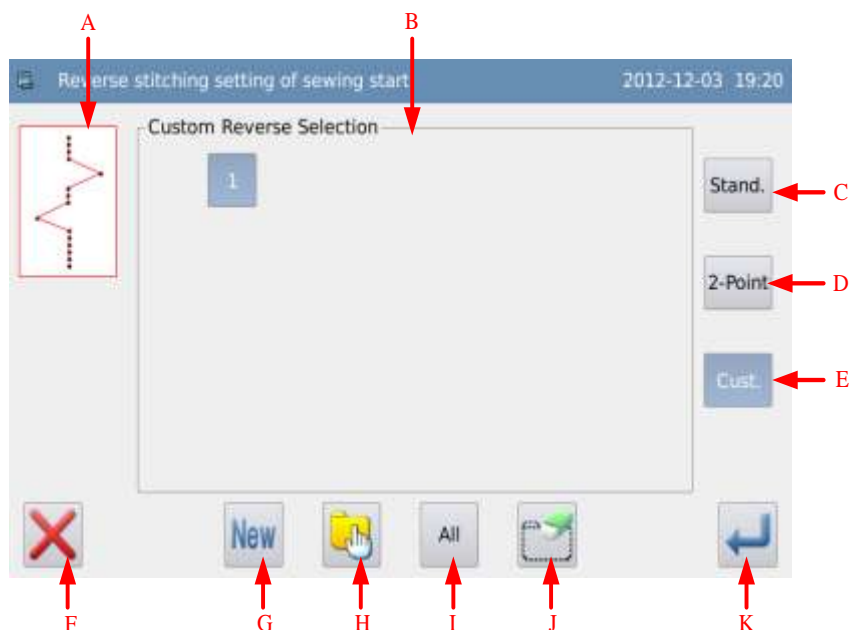 A B
Reverse stitching setting of sewing start 2012-12-03 19:20
Custom Reverse Selection
1
Stand. C
2-Point D
Cust. E
New All
F G H I J K